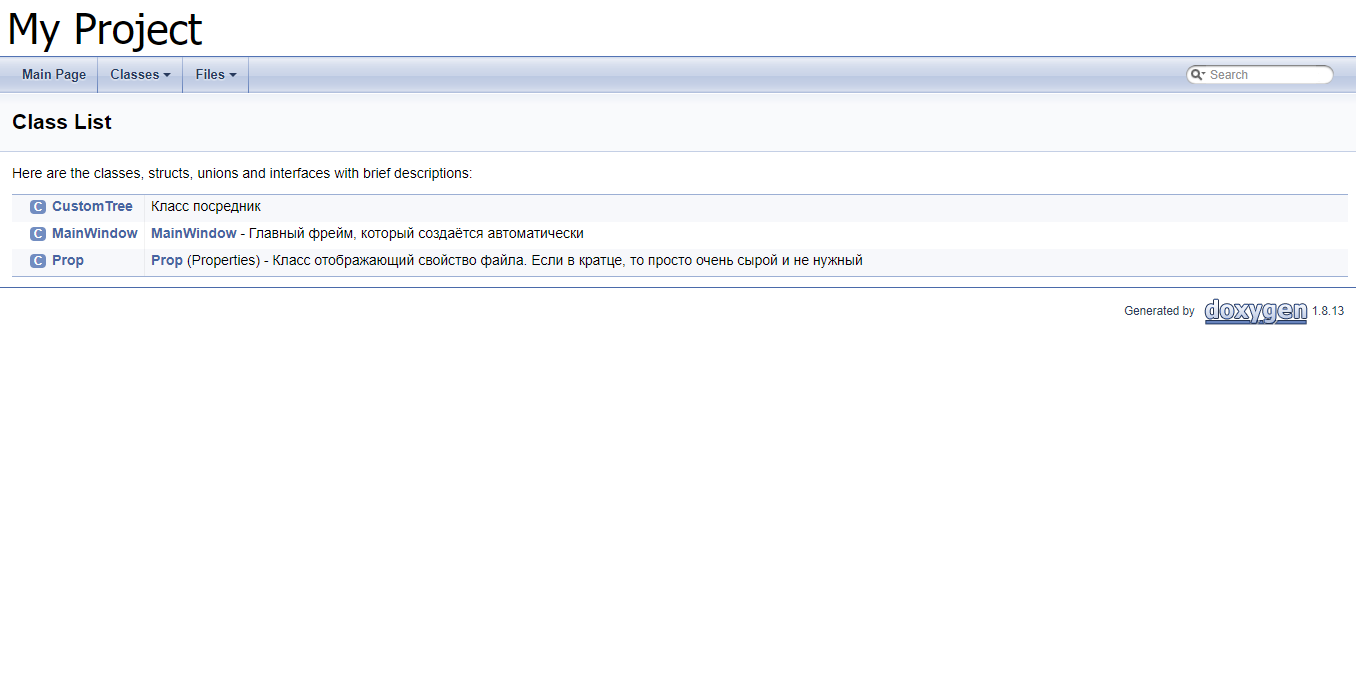 My Project
Main Page Classes Files Search
Class List
Here are the classes, structs, unions and interfaces with brief descriptions:
C CustomTree Класс посредник
C MainWindow MainWindow - Главный фрейм, который создаётся автоматически
C Prop Prop (Properties) - Класс отображающий свойство файла. Если в кратце, то просто очень сырой и не нужный
Generated by doxygen 1.8.13